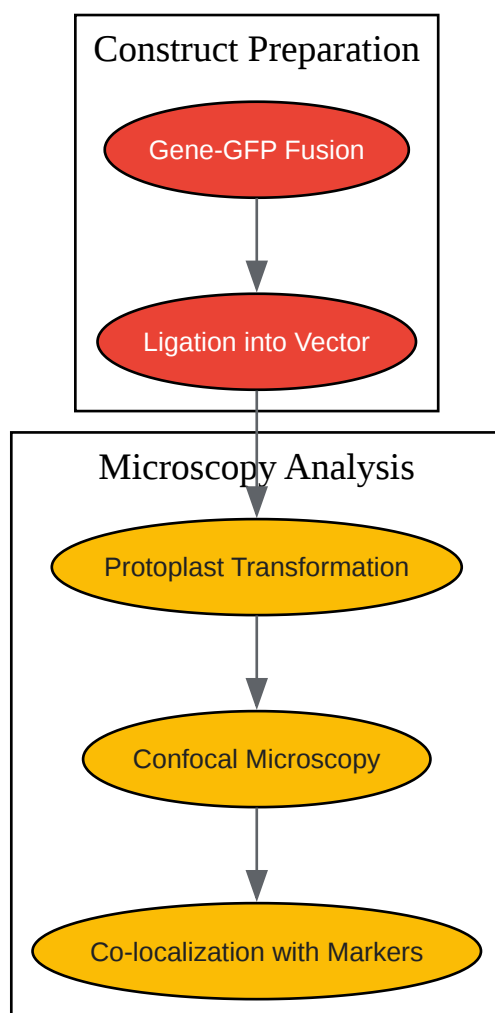 Construct Preparation
Gene-GFP Fusion
Ligation into Vector
Microscopy Analysis
Protoplast Transformation
Confocal Microscopy
Co-localization with Markers